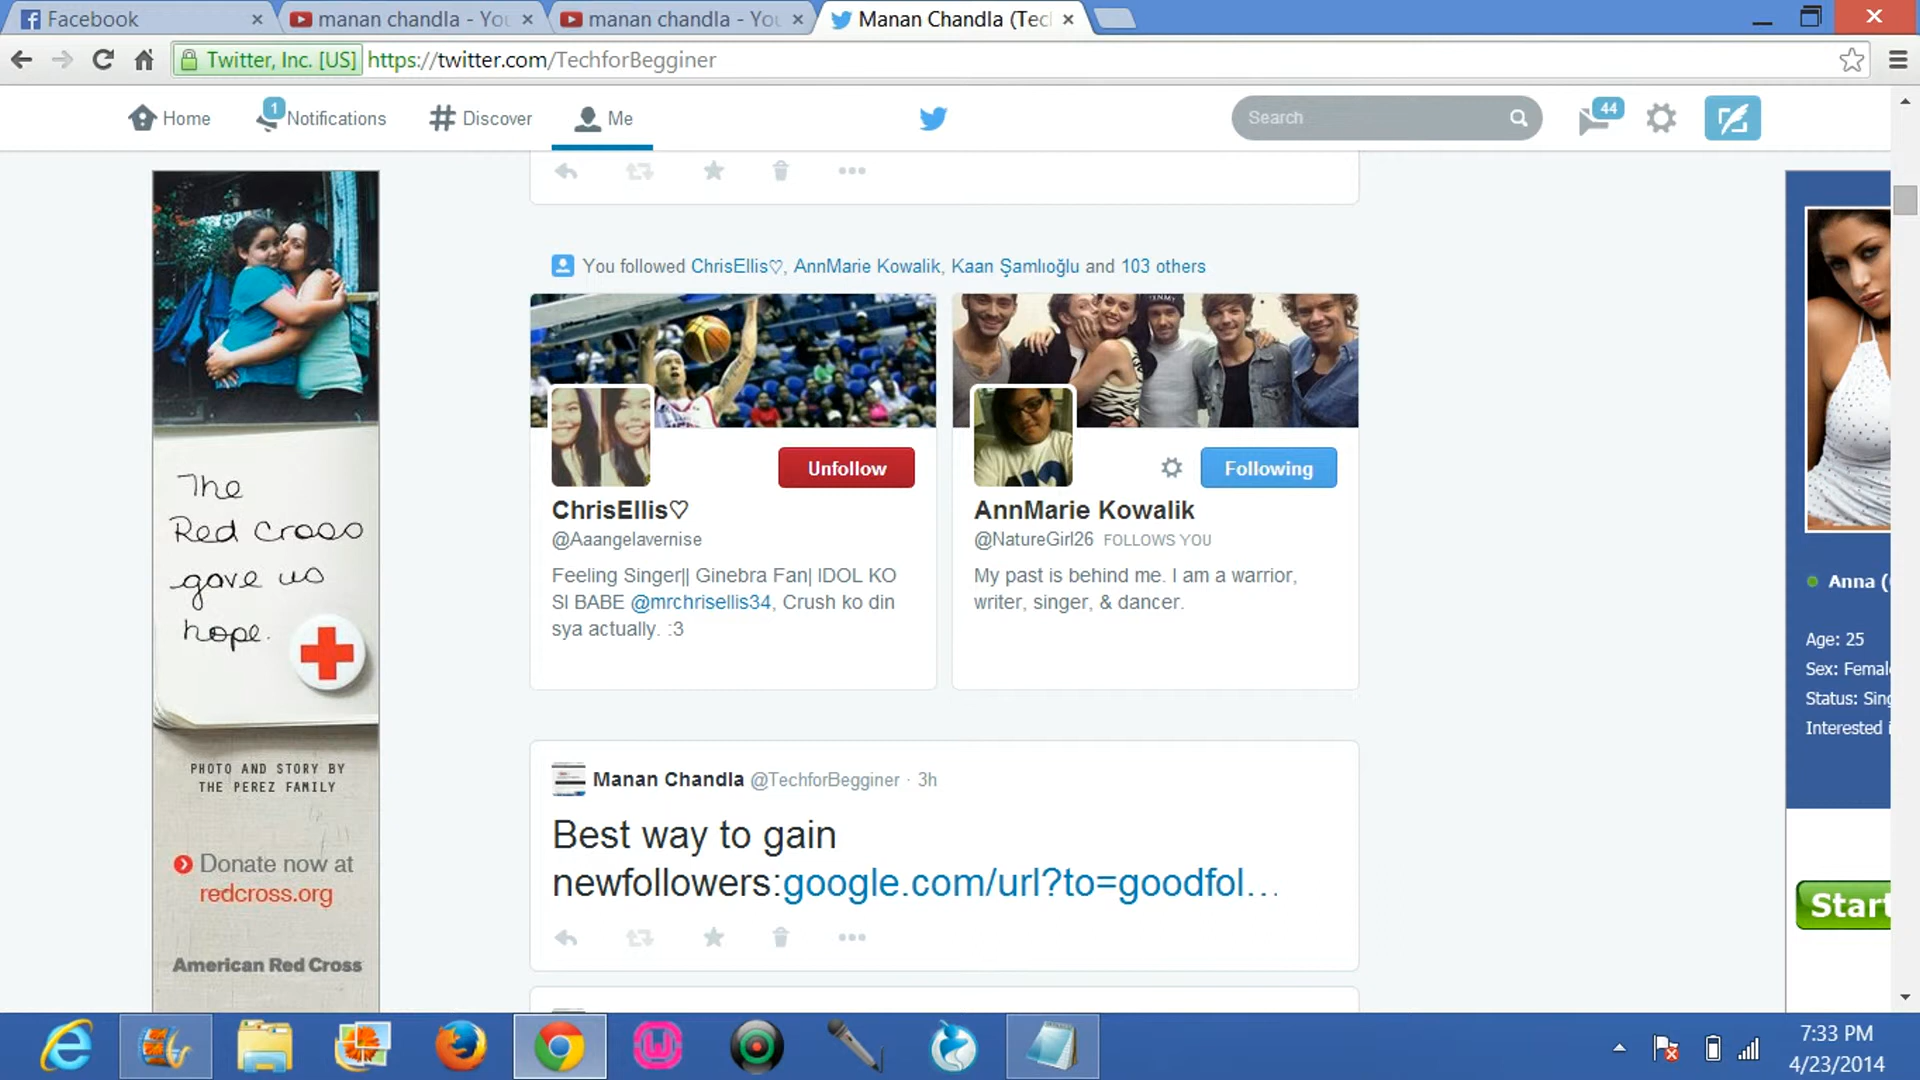 Facebook
manan chandla - You
manan chandla - You
Manan Chandla (Tec
Twitter, Inc. [US] https://twitter.com/TechforBegginer
Home
1
Notifications
Discover
Me
Search
44
You followed ChrisEllis♡, AnnMarie Kowalik, Kaan Şamlıoğlu and 103 others
Unfollow
ChrisEllis♡
@Aaangelavernise
Feeling Singer|| Ginebra Fan| IDOL KO
SI BABE @mrchrisellis34, Crush ko din
sya actually. :3
Following
AnnMarie Kowalik
@NatureGirl26 FOLLOWS YOU
My past is behind me. I am a warrior,
writer, singer, & dancer.
Manan Chandla @TechforBegginer · 3h
Best way to gain
newfollowers:google.com/url?to=goodfol...
The
Red Cross
gave us
hope.
PHOTO AND STORY BY
THE PEREZ FAMILY
Donate now at
redcross.org
American Red Cross
Anna (
Age: 25
Sex: Female
Status: Sing
Interested i
Start
7:33 PM
4/23/2014